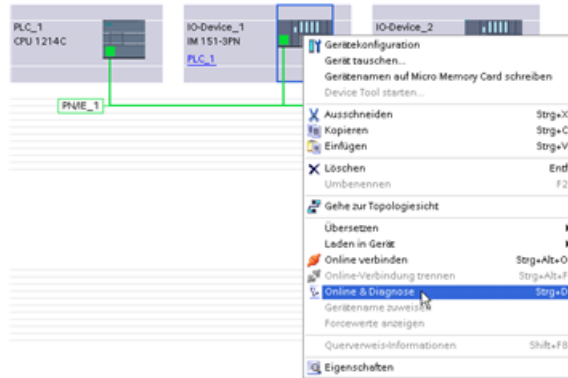 PLC_1
CPU 1214C
IO-Device_1
IM 151-3PN
PLC_1
IO-Device_2
PN/IE_1
Gerätekonfiguration
Gerät tauschen...
Gerätenamen auf Micro Memory Card schreiben
Device Tool starten...
Ausschneiden Strg+X
Kopieren Strg+C
Einfügen Strg+V
Löschen Entf
Umbenennen F2
Gehe zur Topologiesicht
Übersetzen
Laden in Gerät
Online verbinden Strg+Alt+O
Online-Verbindung trennen Strg+Alt+F
Online & Diagnose Strg+D
Gerätename zuweisen
Forcewerte anzeigen
Querverweis-Informationen Shift+F8
Eigenschaften